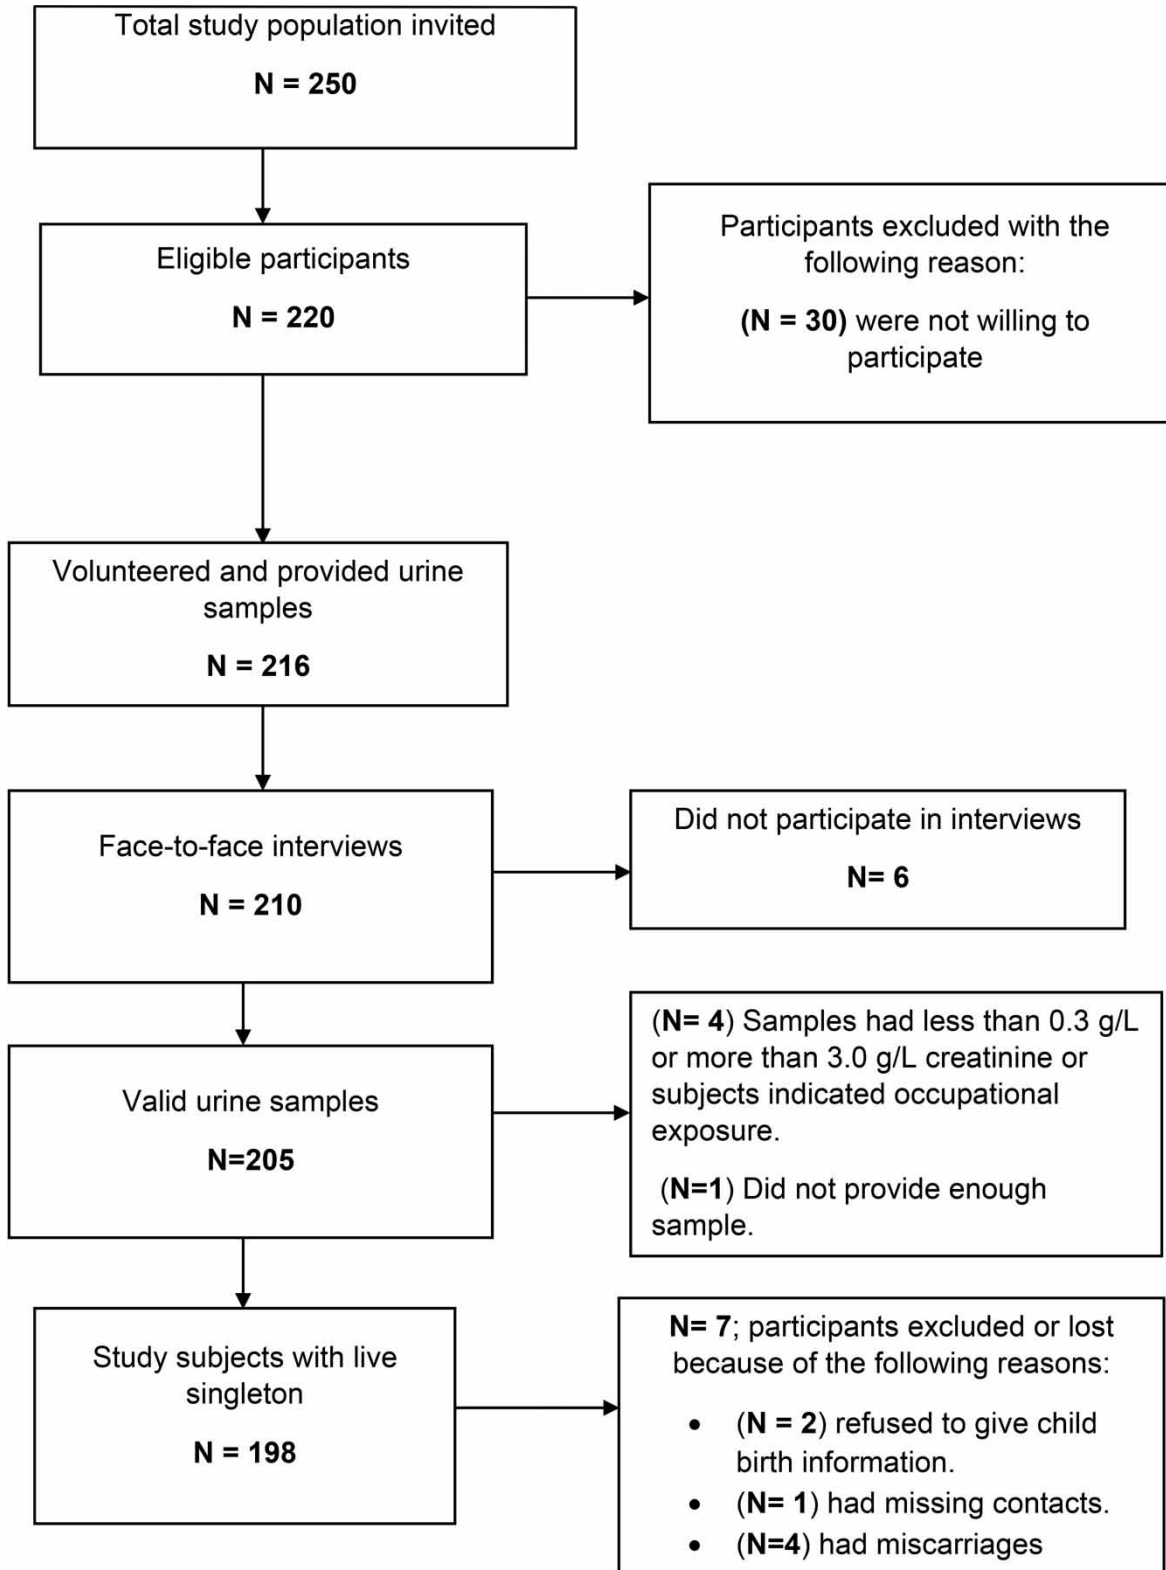 Total study population invited
N = 250
Eligible participants
N = 220
Participants excluded with the
following reason:
(N = 30) were not willing to
participate
Volunteered and provided urine
samples
N = 216
Face-to-face interviews
N = 210
Did not participate in interviews
N= 6
Valid urine samples
N=205
(N= 4) Samples had less than 0.3 g/L
or more than 3.0 g/L creatinine or
subjects indicated occupational
exposure.
(N=1) Did not provide enough
sample.
Study subjects with live
singleton
N = 198
N= 7; participants excluded or lost
because of the following reasons:
• (N = 2) refused to give child
birth information.
• (N= 1) had missing contacts.
• (N=4) had miscarriages